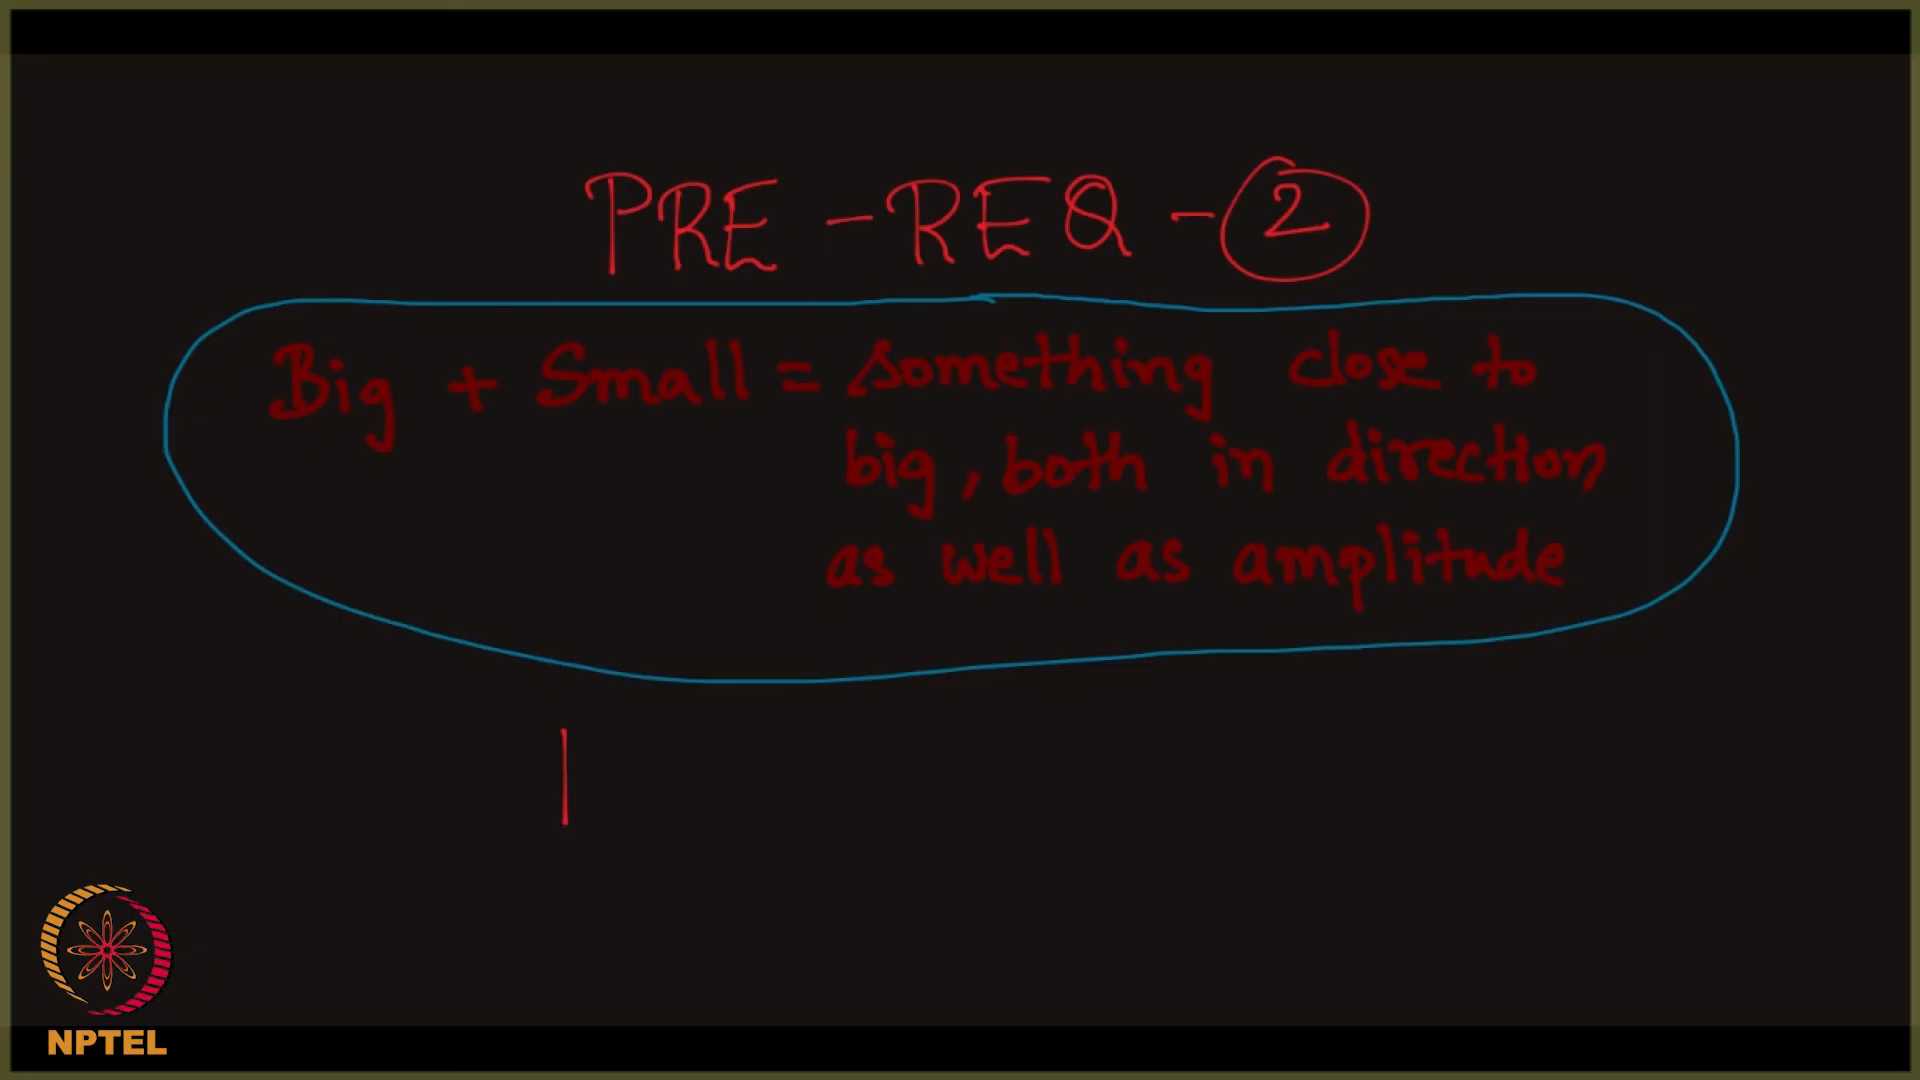 PRE-REQ-2
Big + Small = something close to
big, both in direction
as well as amplitude
NPTEL